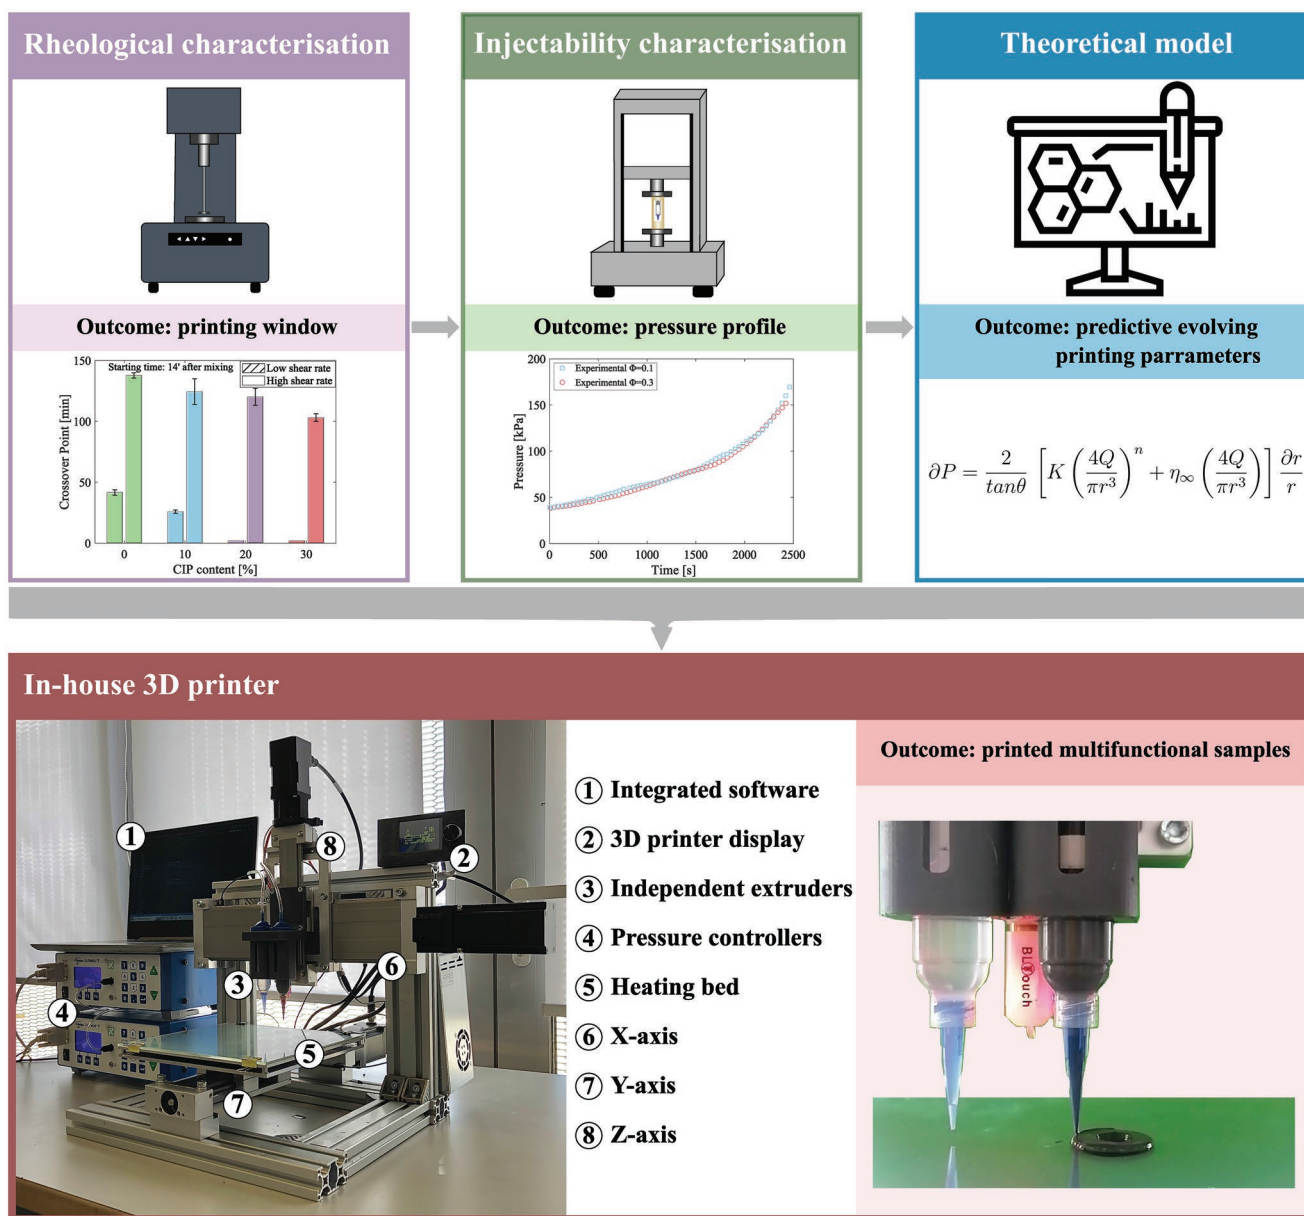 Rheological characterisation
Outcome: printing window
Starting time: 14' after mixing
Low shear rate
High shear rate
150
100
50
0
Crossover Point [min]
0 10 20 30
CIP content [%]
Injectability characterisation
Outcome: pressure profile
Experimental Φ=0.1
Experimental Φ=0.3
200
150
100
50
0
Pressure [kPa]
0 500 1000 1500 2000 2500
Time [s]
Theoretical model
Outcome: predictive evolving
printing parrameters
∂P = 2/tanθ [K (4Q/πr³)ⁿ + η∞ (4Q/πr³)] ∂r/r
In-house 3D printer
1
2
3
4
5
6
7
8
① Integrated software
② 3D printer display
③ Independent extruders
④ Pressure controllers
⑤ Heating bed
⑥ X-axis
⑦ Y-axis
⑧ Z-axis
Outcome: printed multifunctional samples
BLTouch